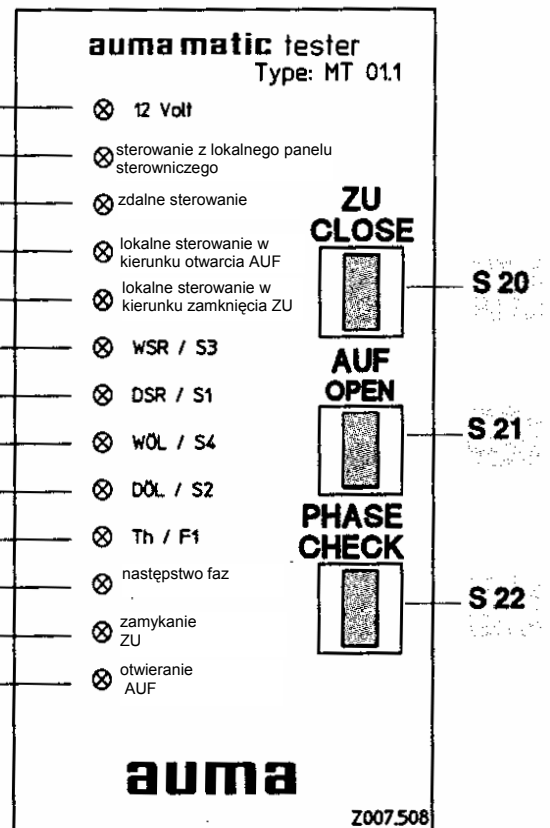 auma matic tester
Type: MT 01.1
12 Volt
sterowanie z lokalnego panelu
sterowniczego
zdalne sterowanie
lokalne sterowanie w
kierunku otwarcia AUF
lokalne sterowanie w
kierunku zamknięcia ZU
WSR / S3
DSR / S1
WÖL / S4
DÖL / S2
Th / F1
następstwo faz
zamykanie
ZU
otwieranie
AUF
ZU
CLOSE
S 20
AUF
OPEN
S 21
PHASE
CHECK
S 22
auma
Z007.508